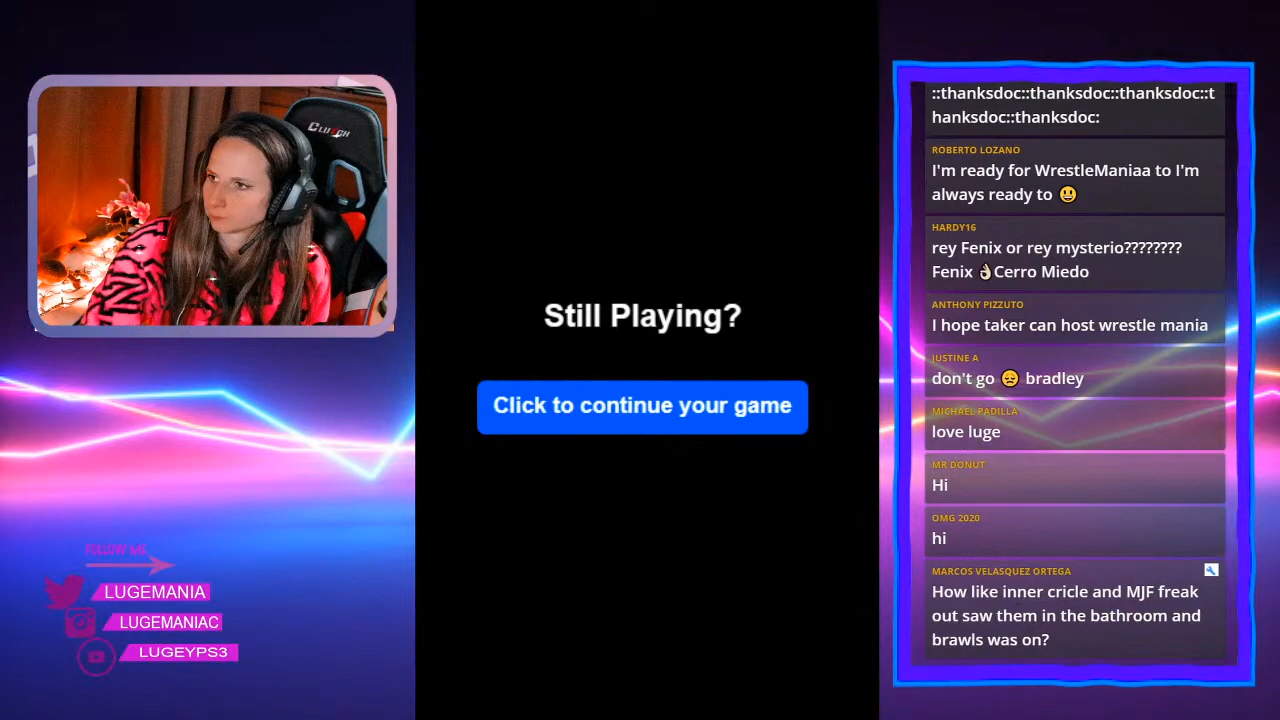 CLUTCH
Still Playing?
Click to continue your game
FOLLOW ME
LUGEMANIA
LUGEMANIAC
LUGEYPS3
::thanksdoc::thanksdoc::thanksdoc::t
hanksdoc::thanksdoc:
ROBERTO LOZANO
I'm ready for WrestleManiaa to I'm
always ready to 😃
HARDY16
rey Fenix or rey mysterio????????
Fenix 👌🏻Cerro Miedo
ANTHONY PIZZUTO
I hope taker can host wrestle mania
JUSTINE A
don't go 😔 bradley
MICHAEL PADILLA
love luge
MR DONUT
Hi
OMG 2020
hi
MARCOS VELASQUEZ ORTEGA
How like inner cricle and MJF freak
out saw them in the bathroom and
brawls was on?